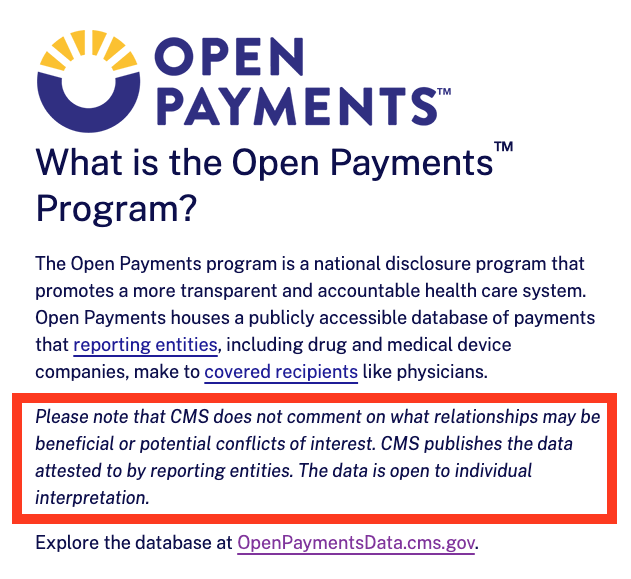 OPEN
PAYMENTS™
What is the Open Payments™
Program?
The Open Payments program is a national disclosure program that
promotes a more transparent and accountable health care system.
Open Payments houses a publicly accessible database of payments
that reporting entities, including drug and medical device
companies, make to covered recipients like physicians.
Please note that CMS does not comment on what relationships may be
beneficial or potential conflicts of interest. CMS publishes the data
attested to by reporting entities. The data is open to individual
interpretation.
Explore the database at OpenPaymentsData.cms.gov.